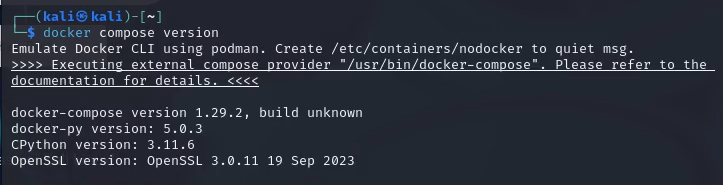 ┌──(kali㉿kali)-[~]
└─$ docker compose version
Emulate Docker CLI using podman. Create /etc/containers/nodocker to quiet msg.
>>>> Executing external compose provider "/usr/bin/docker-compose". Please refer to the
documentation for details. <<<<
docker-compose version 1.29.2, build unknown
docker-py version: 5.0.3
CPython version: 3.11.6
OpenSSL version: OpenSSL 3.0.11 19 Sep 2023